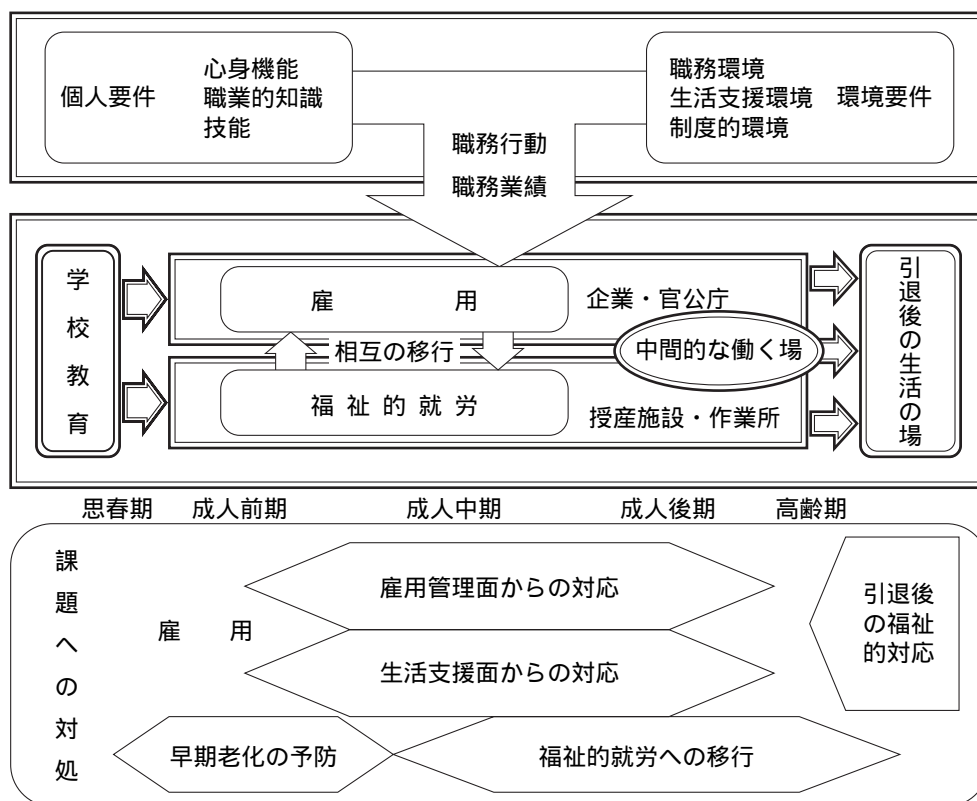 個人要件
心身機能
職業的知識
技能
職務環境
生活支援環境
制度的環境
環境要件
職務行動
職務業績
学校教育
雇用
企業・官公庁
相互の移行
中間的な働く場
福祉的就労
授産施設・作業所
引退後の生活の場
思春期
成人前期
成人中期
成人後期
高齢期
課題への対処
雇用管理面からの対応
雇用
生活支援面からの対応
引退後
の福祉
的対応
早期老化の予防
福祉的就労への移行